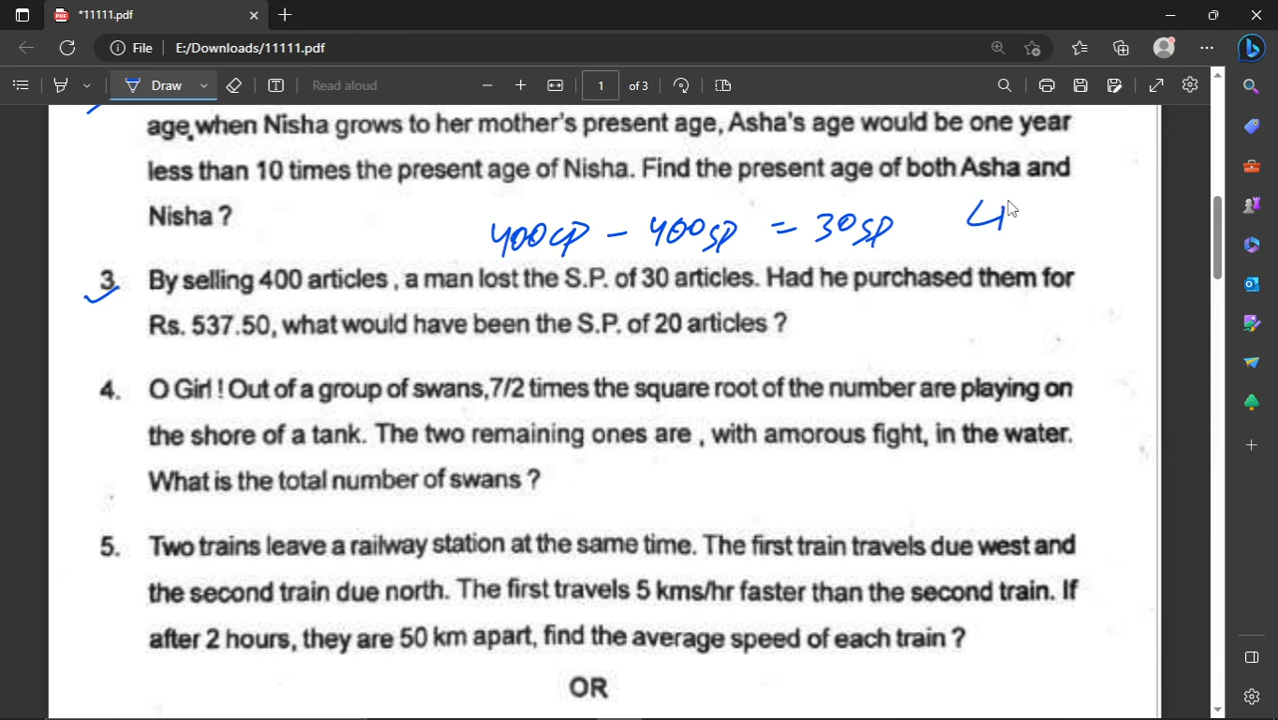 *11111.pdf
File E:/Downloads/11111.pdf
Draw Read aloud 1 of 3
age, when Nisha grows to her mother's present age, Asha's age would be one year
less than 10 times the present age of Nisha. Find the present age of both Asha and
Nisha ?
400CP - 400SP = 30SP 4
3. By selling 400 articles , a man lost the S.P. of 30 articles. Had he purchased them for
Rs. 537.50, what would have been the S.P. of 20 articles ?
4. O Girl ! Out of a group of swans,7/2 times the square root of the number are playing on
the shore of a tank. The two remaining ones are , with amorous fight, in the water.
What is the total number of swans ?
5. Two trains leave a railway station at the same time. The first train travels due west and
the second train due north. The first travels 5 kms/hr faster than the second train. If
after 2 hours, they are 50 km apart, find the average speed of each train ?
OR